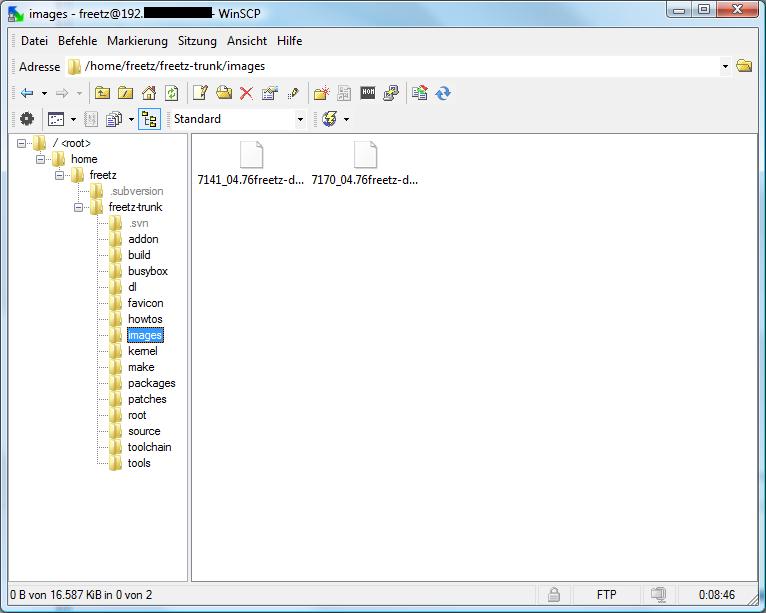 images - freetz@192. - WinSCP
Datei Befehle Markierung Sitzung Ansicht Hilfe
Adresse /home/freetz/freetz-trunk/images
Standard
/ <root>
home
freetz
.subversion
freetz-trunk
.svn
addon
build
busybox
dl
favicon
howtos
images
kernel
make
packages
patches
root
source
toolchain
tools
7141_04.76freetz-d... 7170_04.76freetz-d...
0 B von 16.587 KiB in 0 von 2 FTP 0:08:46